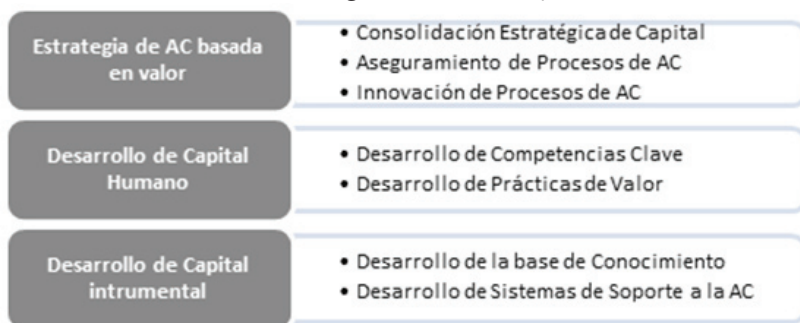 Estrategia de AC basada
en valor
• Consolidación Estratégica de Capital
• Aseguramiento de Procesos de AC
• Innovación de Procesos de AC
Desarrollo de Capital
Humano
• Desarrollo de Competencias Clave
• Desarrollo de Prácticas de Valor
Desarrollo de Capital
intrumental
• Desarrollo de la base de Conocimiento
• Desarrollo de Sistemas de Soporte a la AC